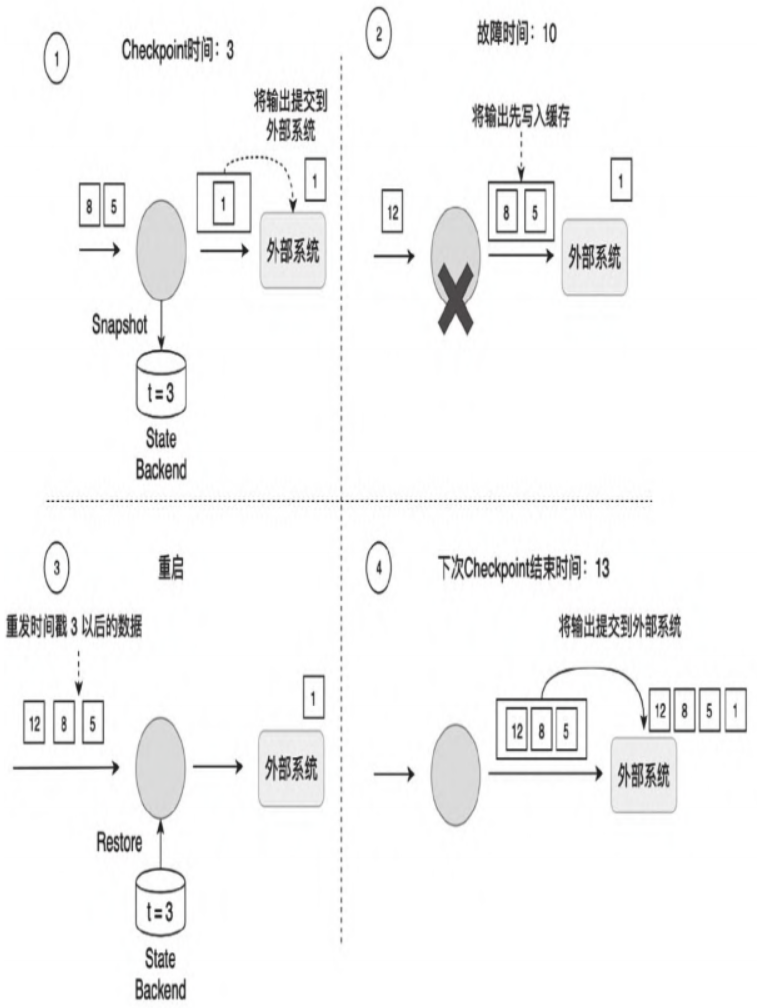 1
Checkpoint时间：3
将输出提交到
外部系统
8 5
1
1
外部系统
Snapshot
t = 3
State
Backend
2
故障时间：10
将输出先写入缓存
12
8 5
1
外部系统
3
重启
重发时间戳 3 以后的数据
12 8 5
1
外部系统
Restore
t = 3
State
Backend
4
下次Checkpoint结束时间：13
将输出提交到外部系统
12 8 5
12 8 5 1
外部系统